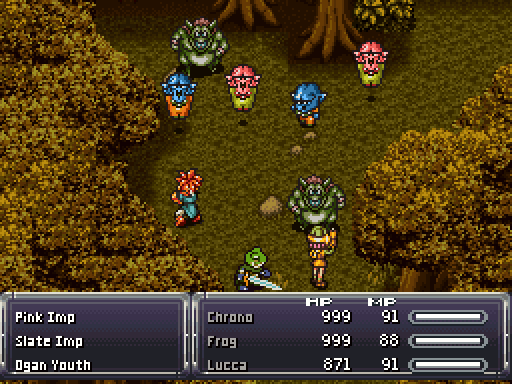 HP MP
Pink Imp Chrono 999 91
Slate Imp Frog 999 88
Ogan Youth Lucca 871 91